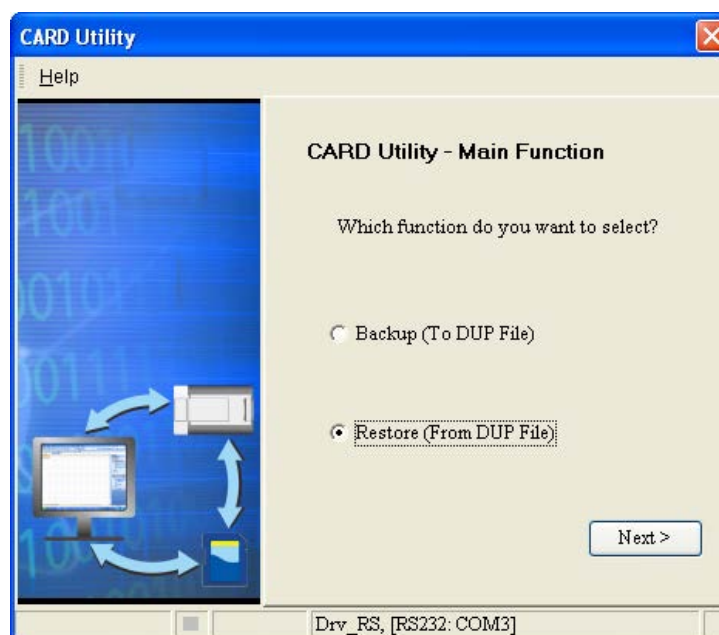 CARD Utility
Help
CARD Utility - Main Function
Which function do you want to select?
Backup (To DUP File)
Restore (From DUP File)
Next >
Drv_RS, [RS232: COM3]